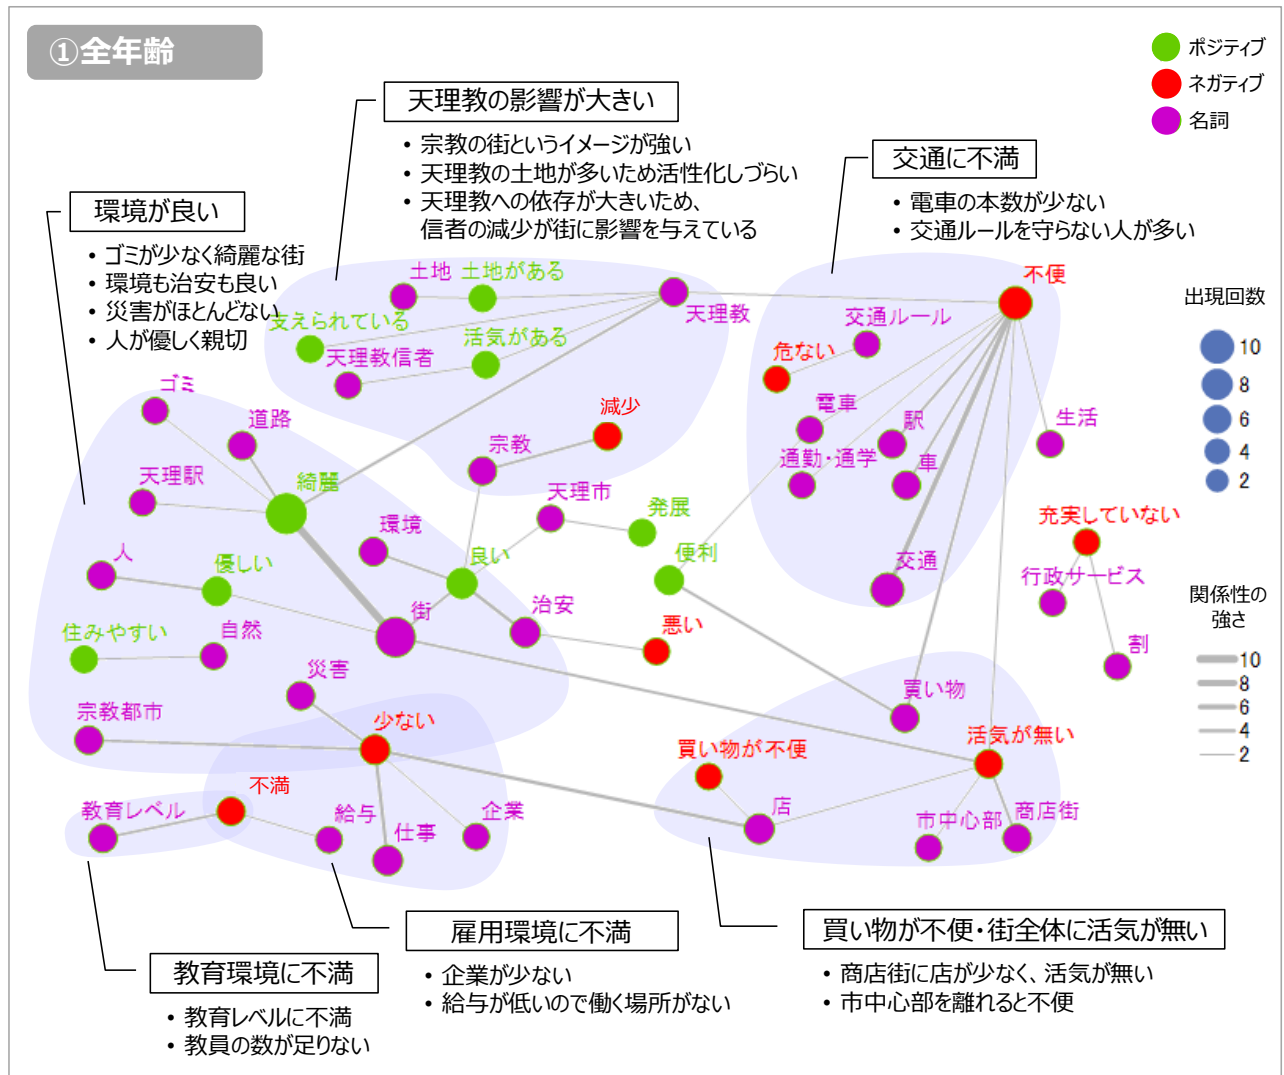 ①全年齢
ポジティブ
ネガティブ
名詞
天理教の影響が大きい
・宗教の街というイメージが強い
・天理教の土地が多いため活性化しづらい
・天理教への依存が大きいため、
信者の減少が街に影響を与えている
交通に不満
・電車の本数が少ない
・交通ルールを守らない人が多い
環境が良い
・ゴミが少なく綺麗な街
・環境も治安も良い
・災害がほとんどない
・人が優しく親切
土地
土地がある
天理教
不便
支えられている
活気がある
天理教信者
交通ルール
危ない
出現回数
10
8
6
4
2
ゴミ
道路
宗教
減少
電車
駅
生活
通勤・通学
車
天理駅
綺麗
環境
天理市
発展
充実していない
人
優しい
良い
便利
交通
行政サービス
住みやすい
自然
街
治安
悪い
割
関係性の
強さ
10
8
6
4
2
災害
買い物
宗教都市
少ない
買い物が不便
活気が無い
不満
教育レベル
給与
仕事
企業
店
市中心部
商店街
雇用環境に不満
・企業が少ない
・給与が低いので働く場所がない
買い物が不便・街全体に活気が無い
・商店街に店が少なく、活気が無い
・市中心部を離れると不便
教育環境に不満
・教育レベルに不満
・教員の数が足りない